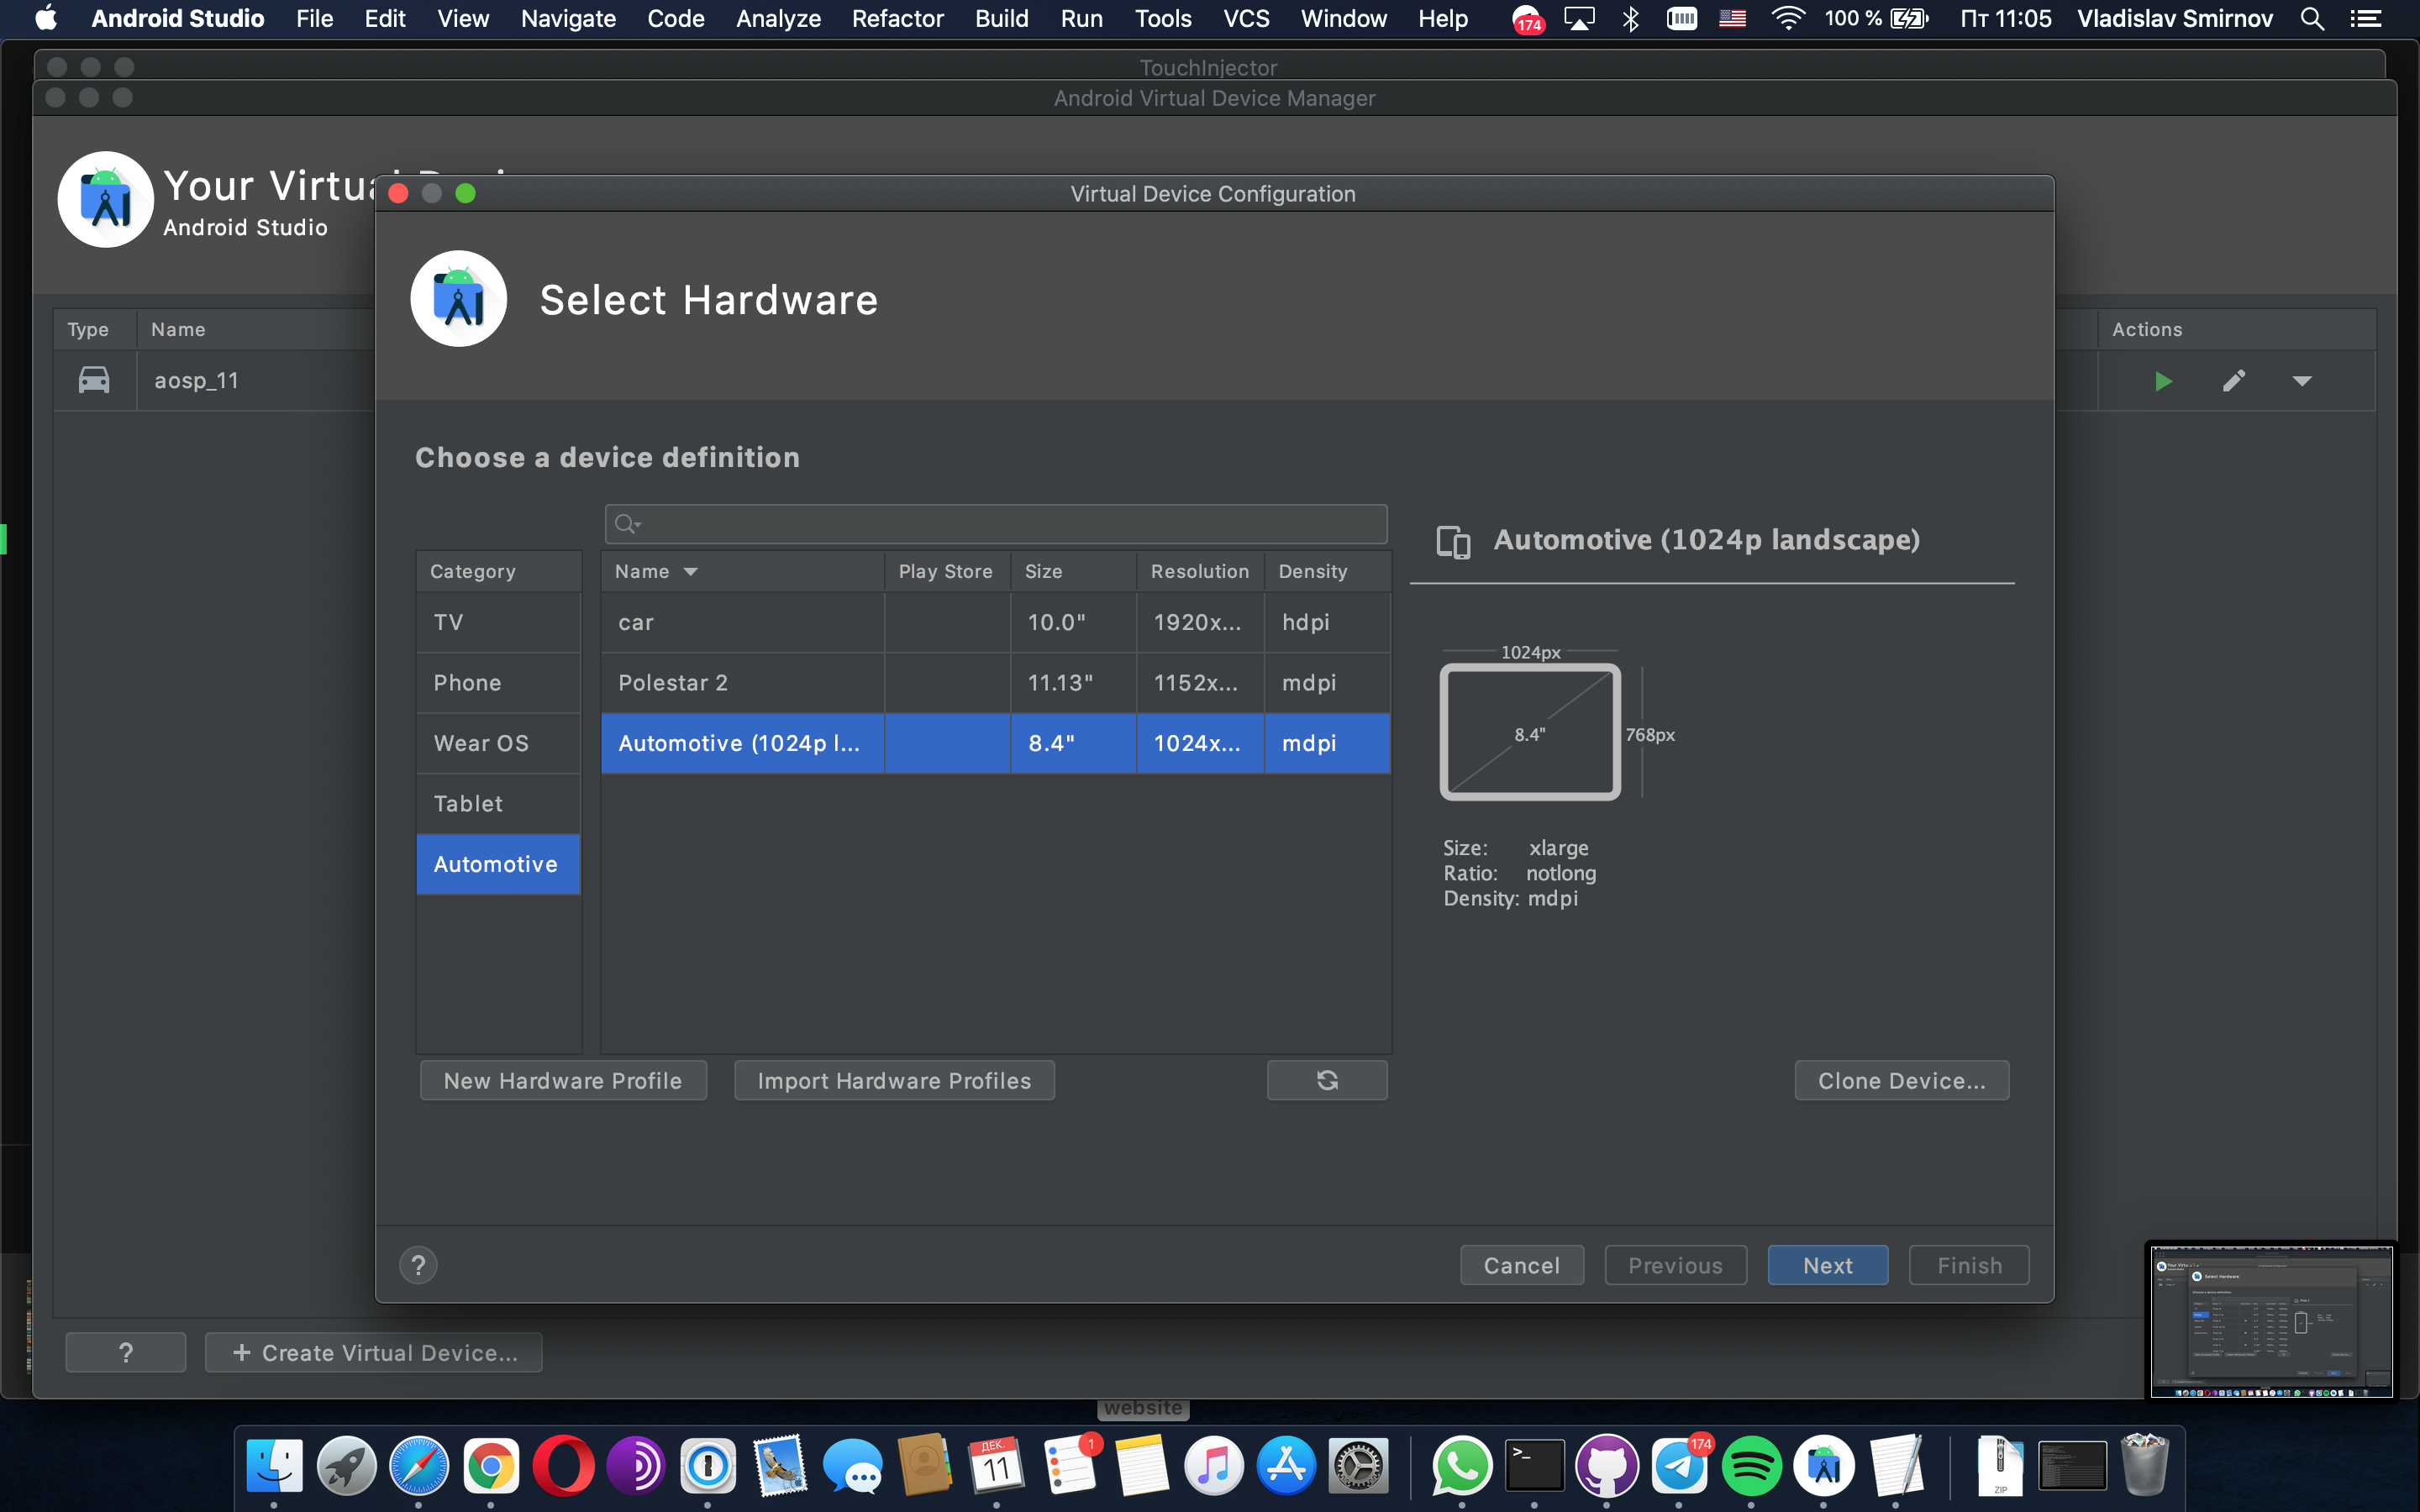 Android Studio File Edit View Navigate Code Analyze Refactor Build Run Tools VCS Window Help 174 100 % Пт 11:05 Vladislav Smirnov
TouchInjector
Android Virtual Device Manager
Your Virtual
Android Studio
Virtual Device Configuration
Select Hardware
Type Name Actions
aosp_11
Choose a device definition
Automotive (1024p landscape)
Category Name Play Store Size Resolution Density
TV car 10.0" 1920x... hdpi
Phone Polestar 2 11.13" 1152x... mdpi
Wear OS Automotive (1024p l... 8.4" 1024x... mdpi
Tablet
Automotive
1024px
8.4"
768px
Size: xlarge
Ratio: notlong
Density: mdpi
New Hardware Profile Import Hardware Profiles Clone Device...
? Cancel Previous Next Finish
? + Create Virtual Device...
website
ДЕК.
11
1
>_
174
ZIP